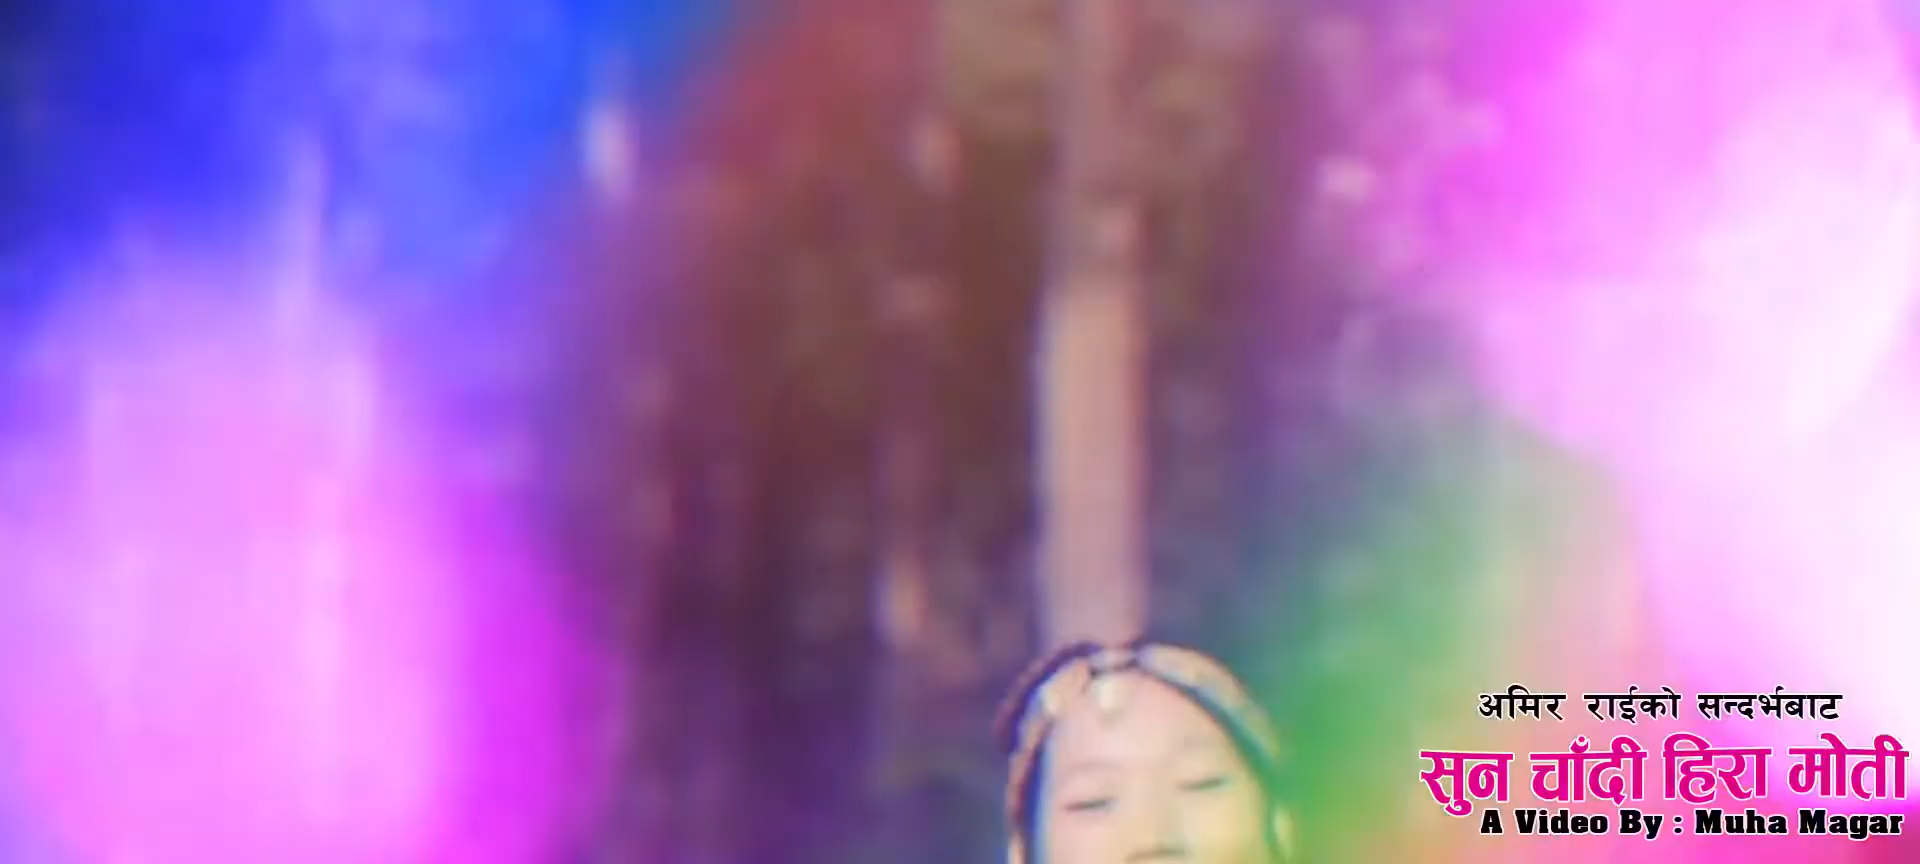 अमिर राईको सन्दर्भबाट
सुन चाँदी हिरा मोती
A Video By : Muha Magar